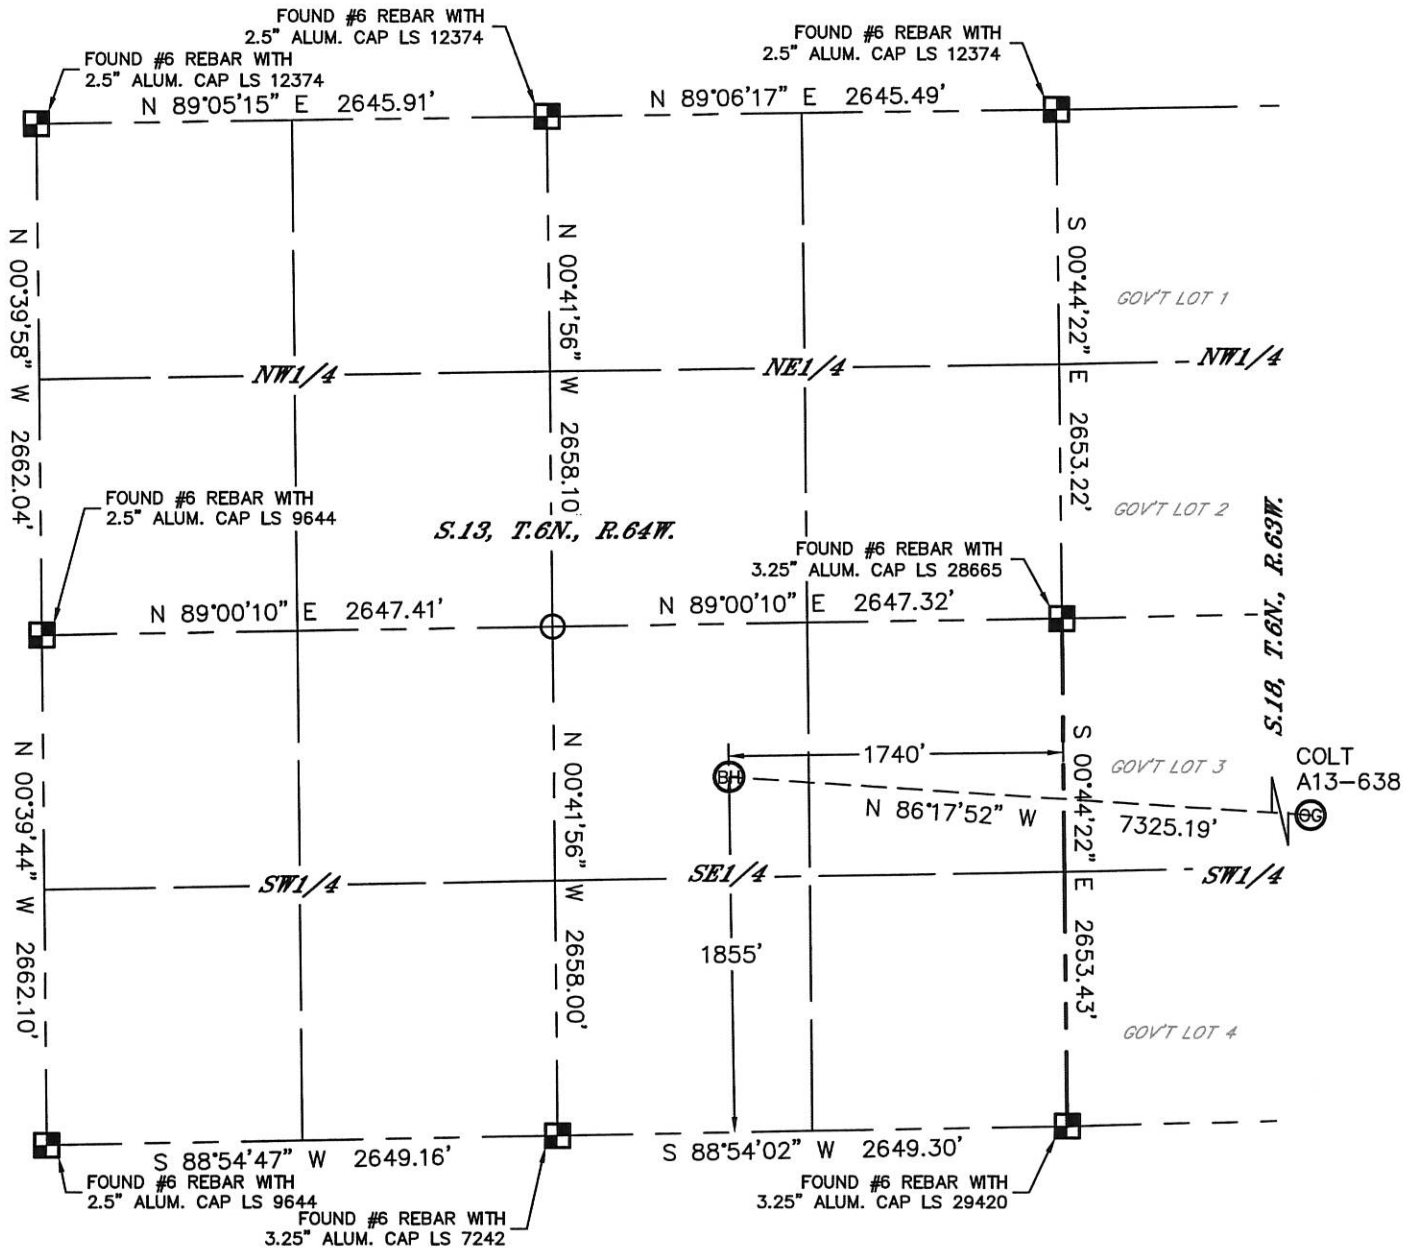 FOUND #6 REBAR WITH
2.5" ALUM. CAP LS 12374
FOUND #6 REBAR WITH
2.5" ALUM. CAP LS 12374
FOUND #6 REBAR WITH
2.5" ALUM. CAP LS 12374
N 89°05'15" E 2645.91'
N 89°06'17" E 2645.49'
N 00°39'58" W 2662.04'
N 00°41'56" W 2658.10'
S 00°44'22" E 2653.22'
GOV'T LOT 1
NW1/4
NE1/4
NW1/4
FOUND #6 REBAR WITH
2.5" ALUM. CAP LS 9644
GOV'T LOT 2
S.13, T.6N., R.64W.
FOUND #6 REBAR WITH
3.25" ALUM. CAP LS 28665
S.18, T.6N., R.63W.
N 89°00'10" E 2647.41'
N 89°00'10" E 2647.32'
N 00°39'44" W 2662.10'
N 00°41'56" W 2658.00'
S 00°44'22" E 2653.43'
1740'
GOV'T LOT 3
COLT
A13-638
BH
OG
N 86°17'52" W 7325.19'
SW1/4
SE1/4
SW1/4
1855'
GOV'T LOT 4
S 88°54'47" W 2649.16'
S 88°54'02" W 2649.30'
FOUND #6 REBAR WITH
2.5" ALUM. CAP LS 9644
FOUND #6 REBAR WITH
3.25" ALUM. CAP LS 7242
FOUND #6 REBAR WITH
3.25" ALUM. CAP LS 29420